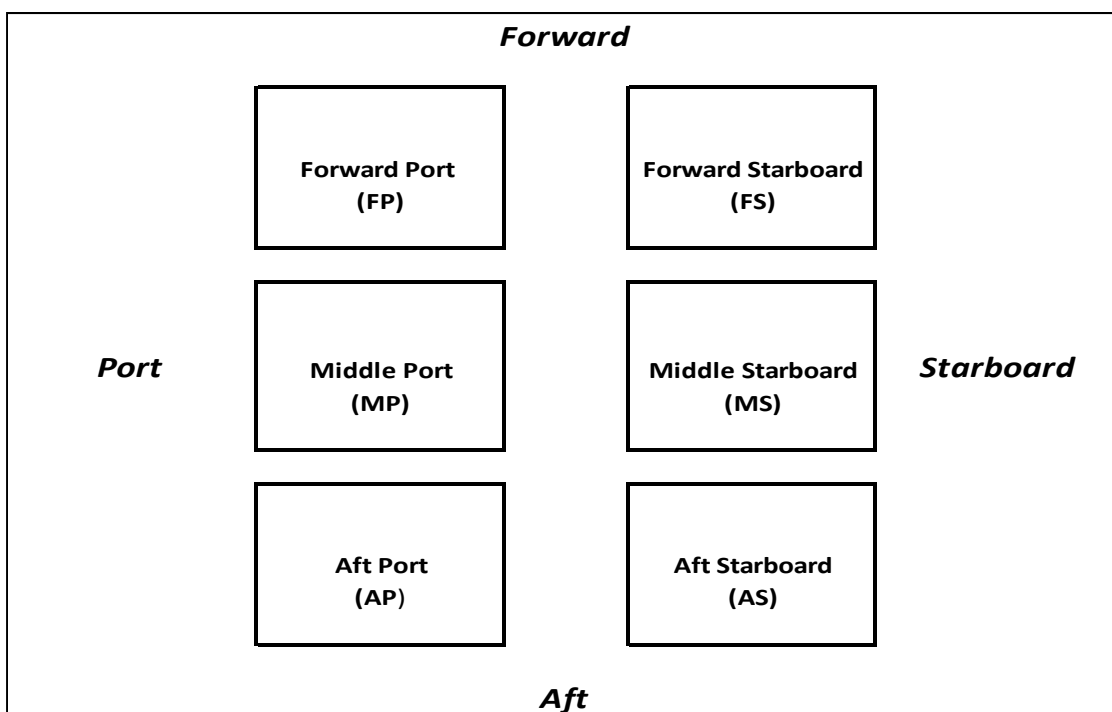 Forward
Forward Port
(FP)
Forward Starboard
(FS)
Port
Middle Port
(MP)
Middle Starboard
(MS)
Starboard
Aft Port
(AP)
Aft Starboard
(AS)
Aft